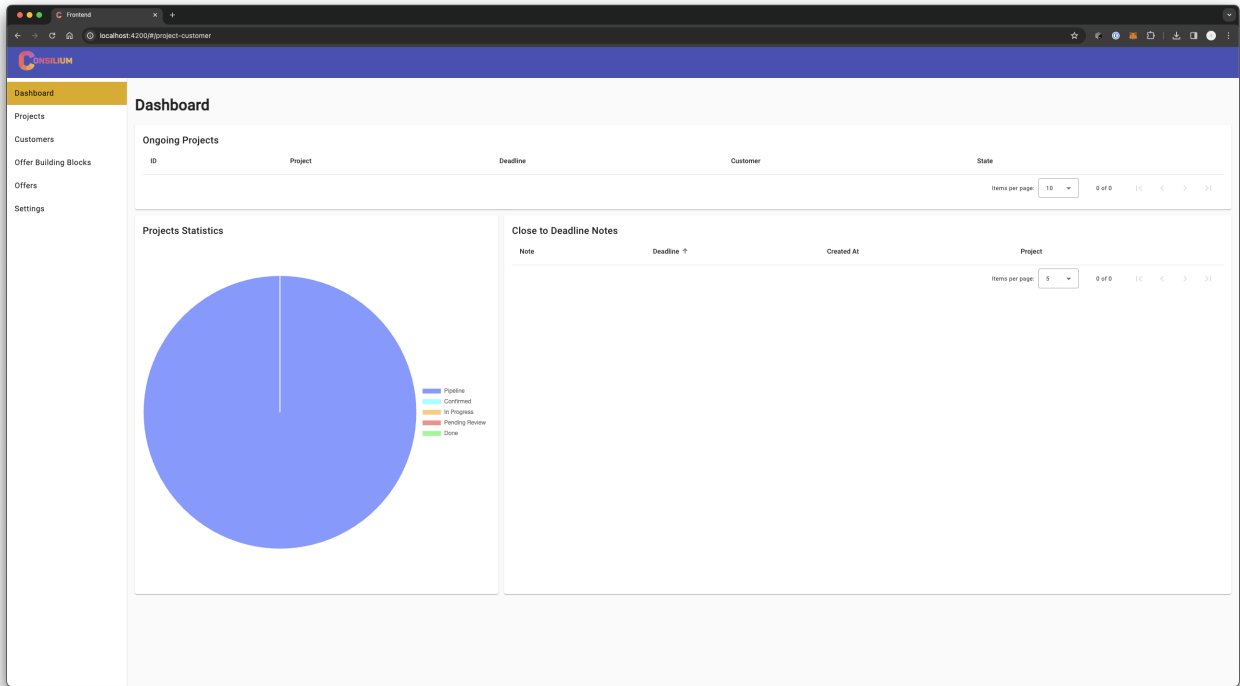 Frontend
localhost:4200/#/project-customer
CONSILIUM
Dashboard
Projects
Customers
Offer Building Blocks
Offers
Settings
Dashboard
Ongoing Projects
ID Project Deadline Customer State
Items per page: 10 0 of 0
Projects Statistics
Pipeline
Confirmed
In Progress
Pending Review
Done
Close to Deadline Notes
Note Deadline Created At Project
Items per page: 5 0 of 0